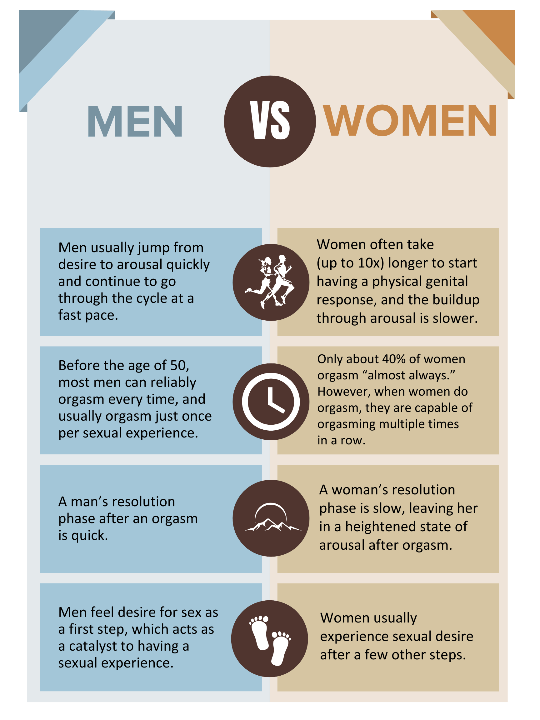 MEN VS WOMEN
Men usually jump from
desire to arousal quickly
and continue to go
through the cycle at a
fast pace.
Women often take
(up to 10x) longer to start
having a physical genital
response, and the buildup
through arousal is slower.
Before the age of 50,
most men can reliably
orgasm every time, and
usually orgasm just once
per sexual experience.
Only about 40% of women
orgasm “almost always.”
However, when women do
orgasm, they are capable of
orgasming multiple times
in a row.
A man’s resolution
phase after an orgasm
is quick.
A woman’s resolution
phase is slow, leaving her
in a heightened state of
arousal after orgasm.
Men feel desire for sex as
a first step, which acts as
a catalyst to having a
sexual experience.
Women usually
experience sexual desire
after a few other steps.